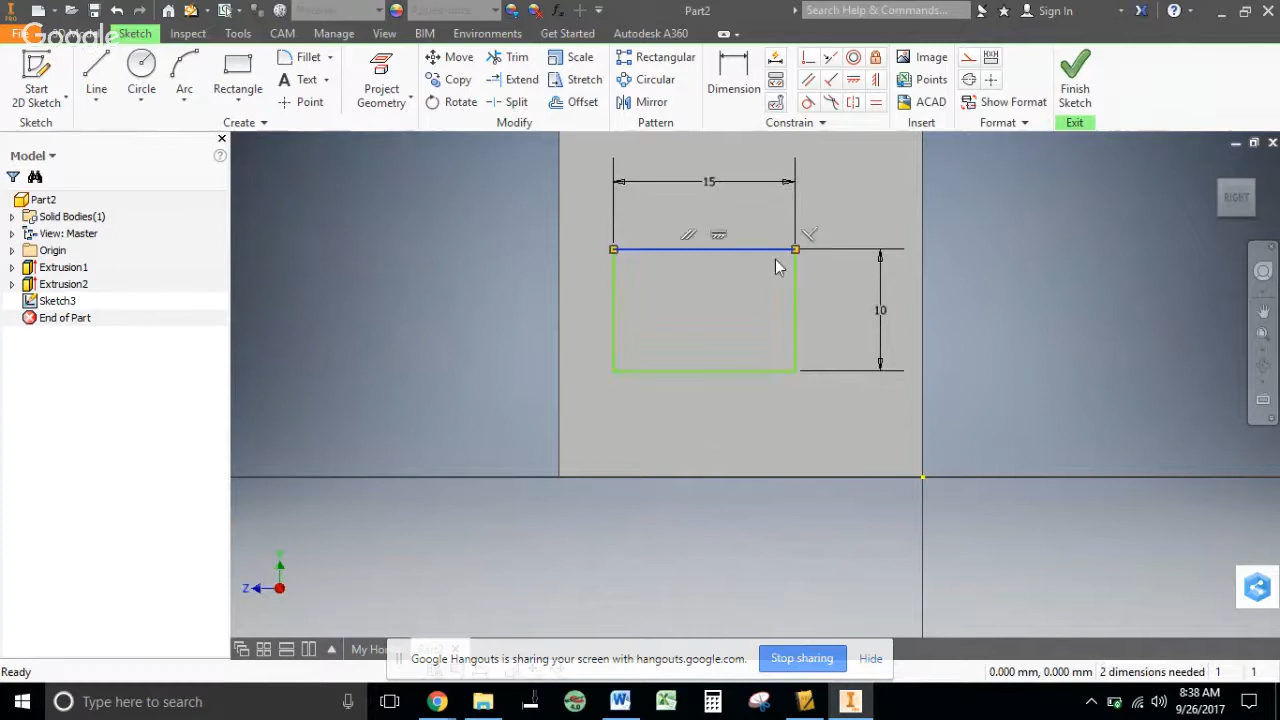 Part2
Search Help & Commands...
Sign In
File
Google
3D Model
Sketch
Inspect
Tools
CAM
Manage
View
BIM
Environments
Get Started
Autodesk A360
Start
2D Sketch
Line
Circle
Arc
Rectangle
Fillet
Text
Point
Project
Geometry
Move
Copy
Rotate
Trim
Extend
Split
Scale
Stretch
Offset
Rectangular
Circular
Mirror
Dimension
Image
Points
ACAD
Show Format
Finish
Sketch
Sketch
Create
Modify
Pattern
Constrain
Insert
Format
Exit
Model
Part2
Solid Bodies(1)
View: Master
Origin
Extrusion1
Extrusion2
Sketch3
End of Part
15
10
RIGHT
Z
My Ho
Google Hangouts is sharing your screen with hangouts.google.com.
Stop sharing
Hide
Ready
0.000 mm, 0.000 mm
2 dimensions needed
1
1
Type here to search
8:38 AM
9/26/2017